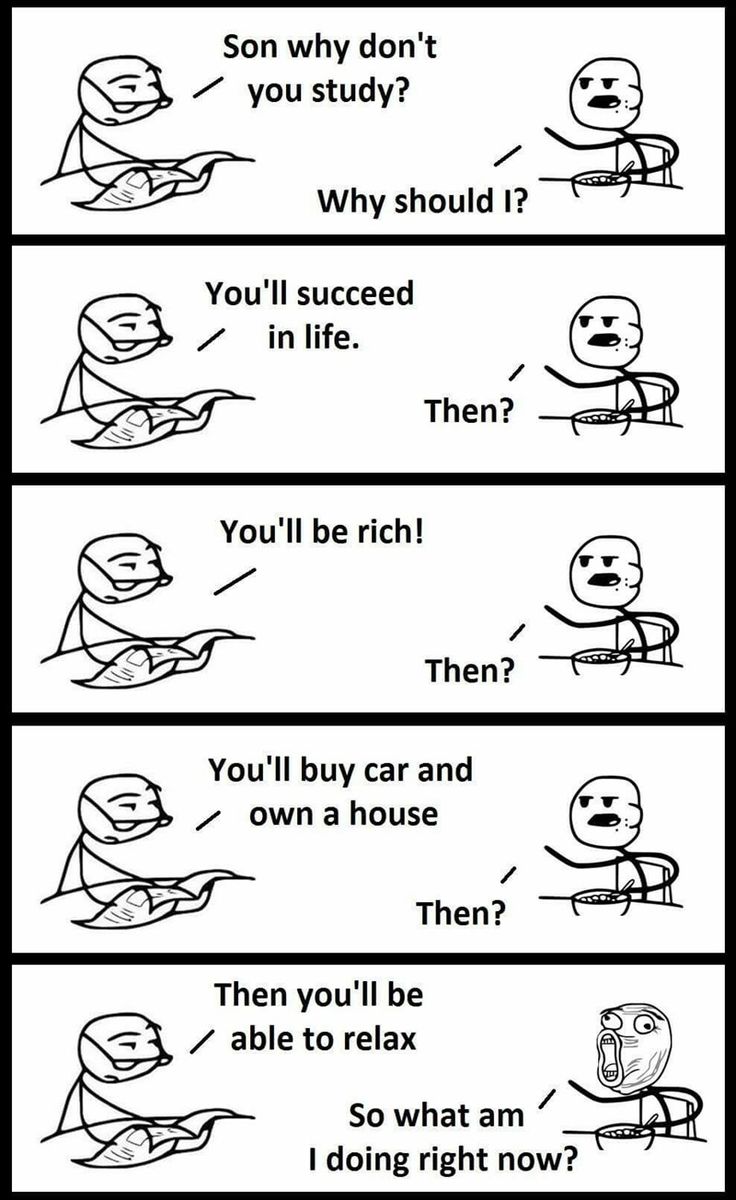 Son why don't
you study?
Why should I?
You'll succeed
in life.
Then?
You'll be rich!
Then?
You'll buy car and
own a house
Then?
Then you'll be
able to relax
So what am
I doing right now?